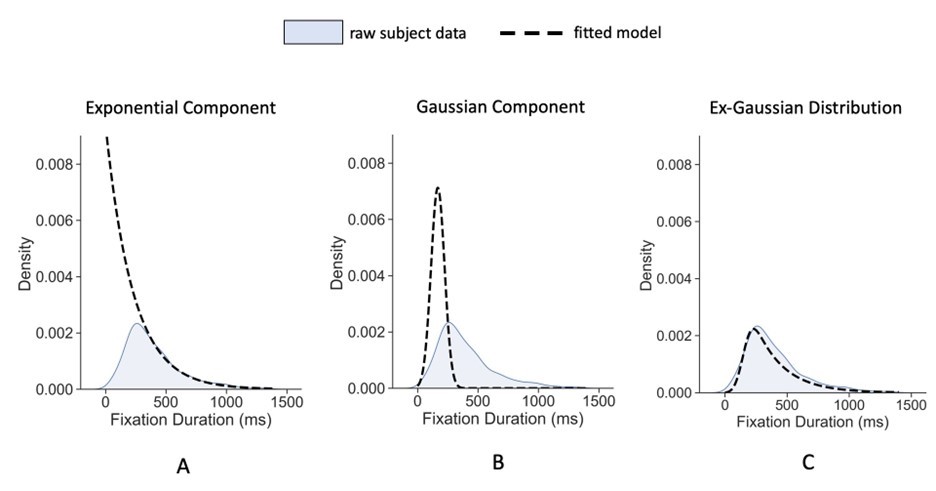 raw subject data fitted model
Exponential Component Gaussian Component Ex-Gaussian Distribution
Density
0.008
0.006
0.004
0.002
0.000
0 500 1000 1500
Fixation Duration (ms)
A
Density
0.008
0.006
0.004
0.002
0.000
0 500 1000 1500
Fixation Duration (ms)
B
Density
0.008
0.006
0.004
0.002
0.000
0 500 1000 1500
Fixation Duration (ms)
C